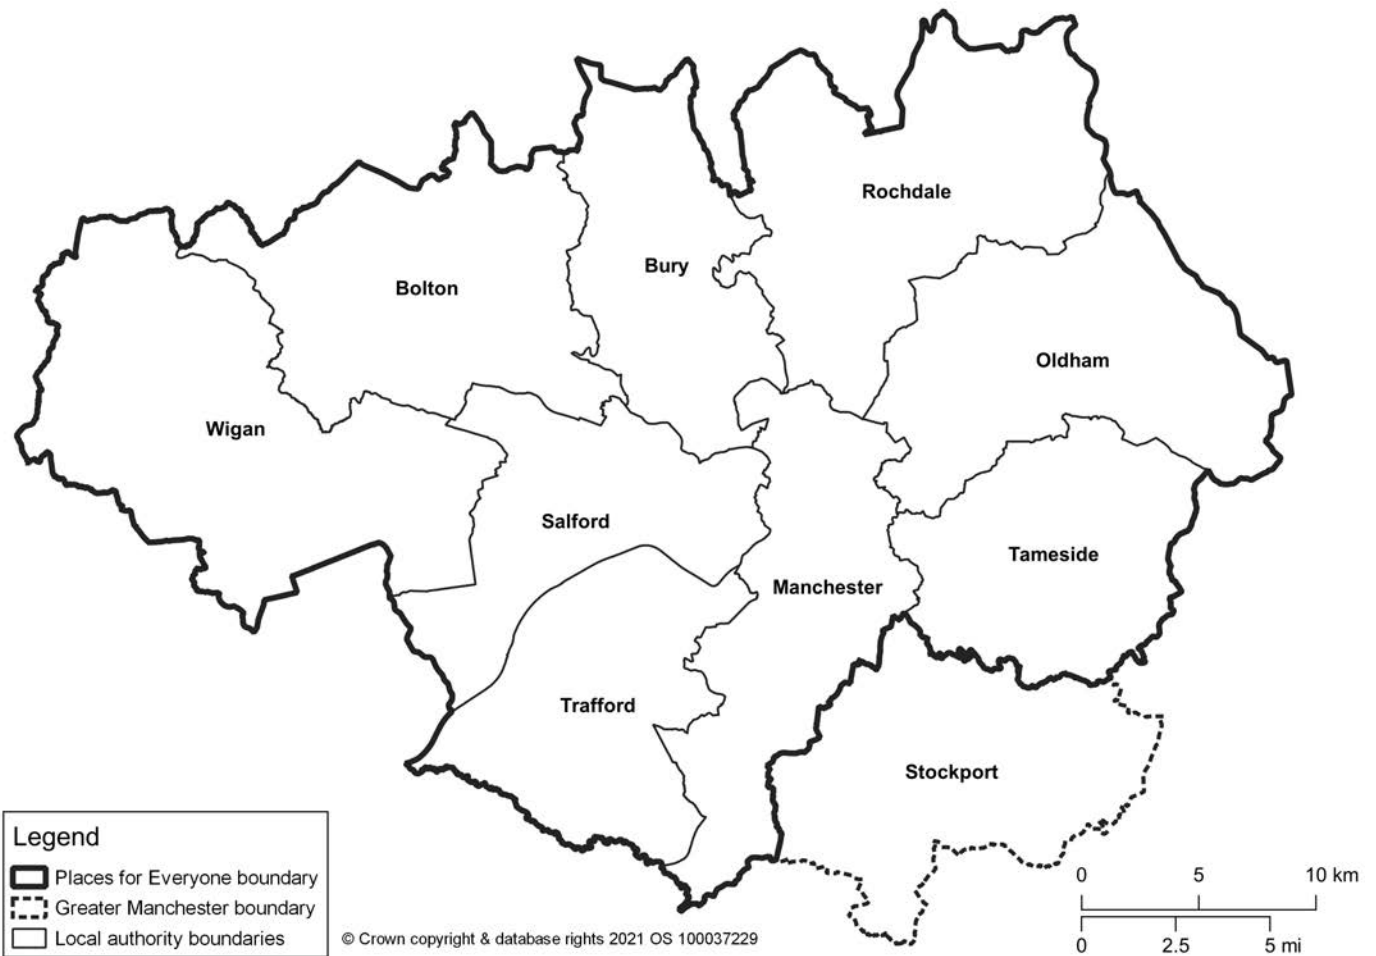 Rochdale
Bury
Bolton
Oldham
Wigan
Salford
Tameside
Manchester
Trafford
Stockport
Legend
Places for Everyone boundary
Greater Manchester boundary
Local authority boundaries
© Crown copyright & database rights 2021 OS 100037229
0 5 10 km
0 2.5 5 mi